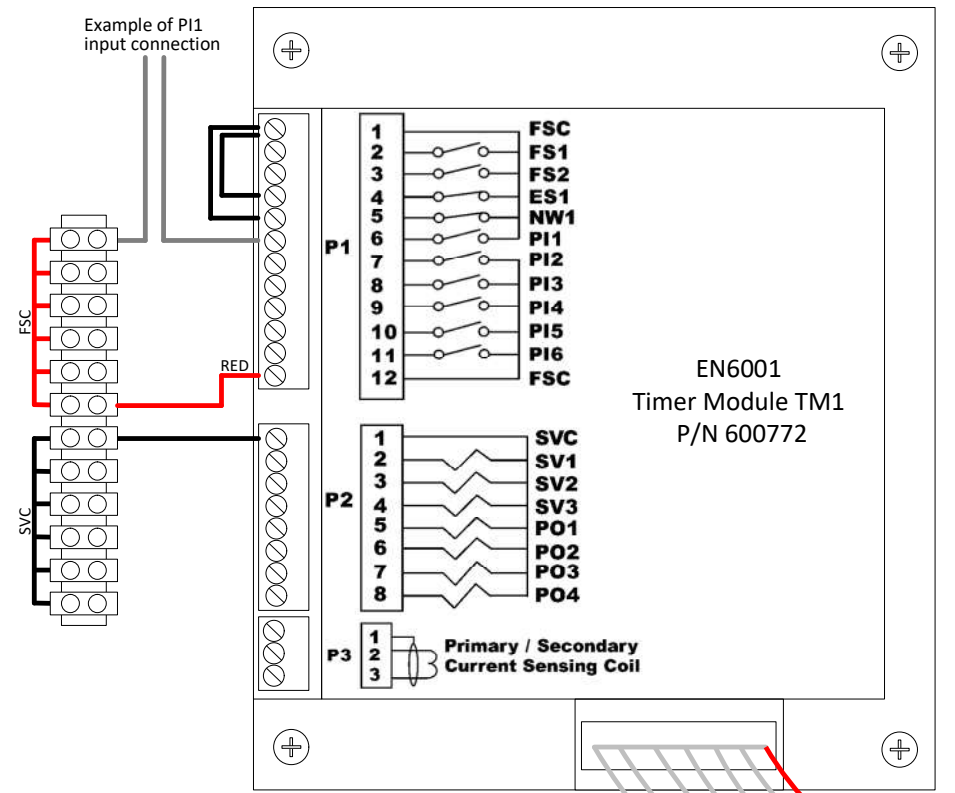 Example of PI1
input connection
P1
1 FSC
2 FS1
3 FS2
4 ES1
5 NW1
6 PI1
7 PI2
8 PI3
9 PI4
10 PI5
11 PI6
12 FSC
FSC
RED
EN6001
Timer Module TM1
P/N 600772
SVC
P2
1 SVC
2 SV1
3 SV2
4 SV3
5 PO1
6 PO2
7 PO3
8 PO4
P3
1
2
3
Primary / Secondary
Current Sensing Coil